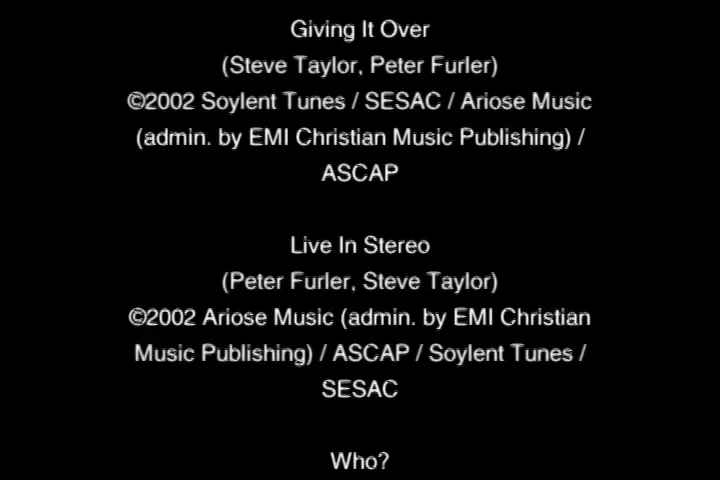 Giving It Over
(Steve Taylor, Peter Furler)
©2002 Soylent Tunes / SESAC / Ariose Music
(admin. by EMI Christian Music Publishing) /
ASCAP
Live In Stereo
(Peter Furler, Steve Taylor)
©2002 Ariose Music (admin. by EMI Christian
Music Publishing) / ASCAP / Soylent Tunes /
SESAC
Who?